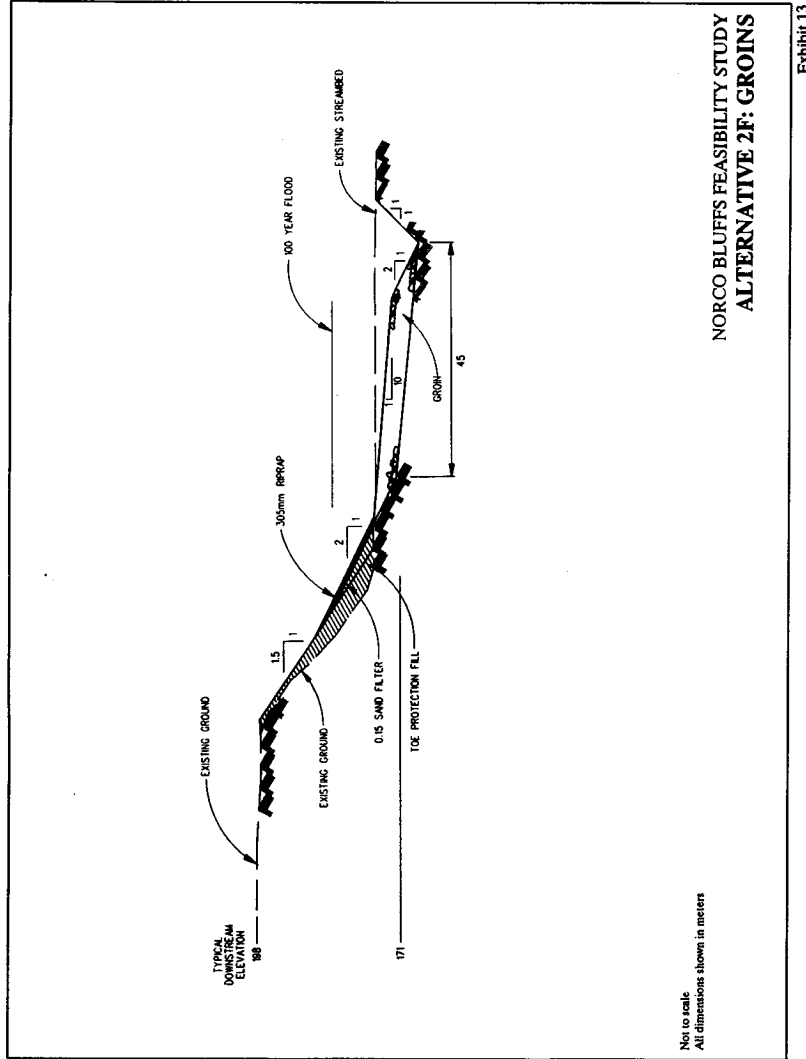 TYPICAL
DOWNSTREAM
ELEVATION
198
171
EXISTING GROUND
EXISTING GROUND
1.5
1
0.15 SAND FILTER
TOE PROTECTION FILL
305mm RIPRAP
2
1
100 YEAR FLOOD
1
10
GROIN
45
2
1
EXISTING STREAMBED
1
1
Not to scale
All dimensions shown in meters
NORCO BLUFFS FEASIBILITY STUDY
ALTERNATIVE 2F: GROINS
Exhibit 13